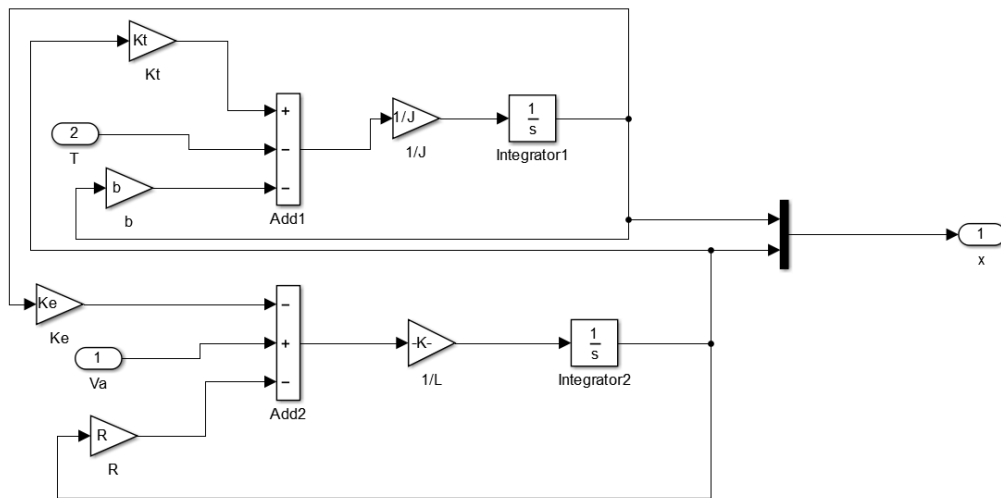 Kt
Kt
+
2
−
T
b
−
b
Add1
1/J
1/J
1
s
Integrator1
1
x
Ke
−
Ke
1
+
Va
R
−
R
Add2
-K-
1/L
1
s
Integrator2